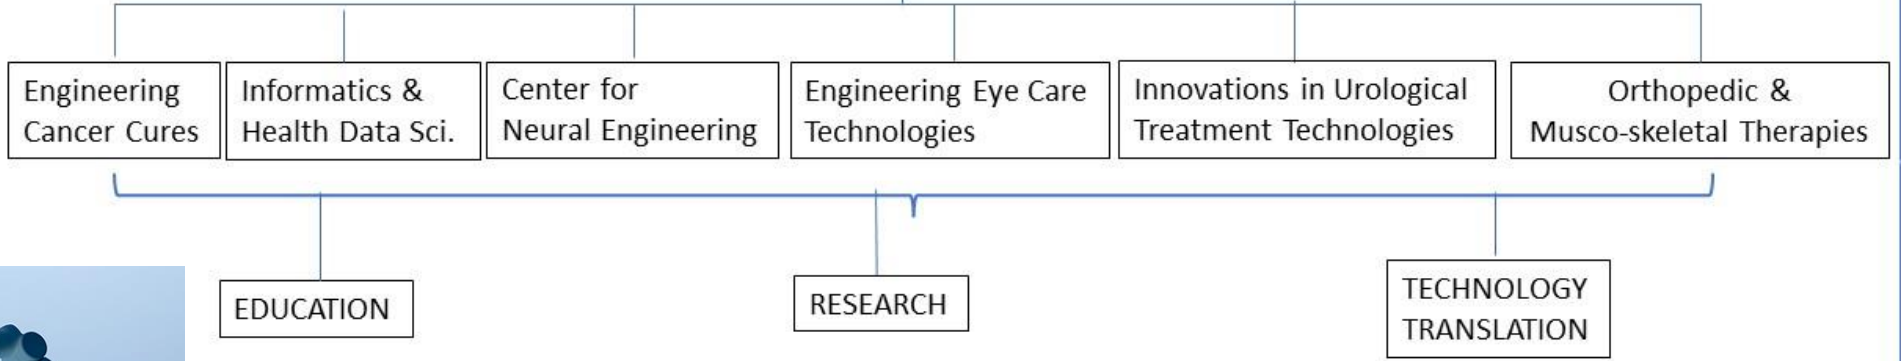 Engineering
Cancer Cures
Informatics &
Health Data Sci.
Center for
Neural Engineering
Engineering Eye Care
Technologies
Innovations in Urological
Treatment Technologies
Orthopedic &
Musco-skeletal Therapies
EDUCATION
RESEARCH
TECHNOLOGY
TRANSLATION